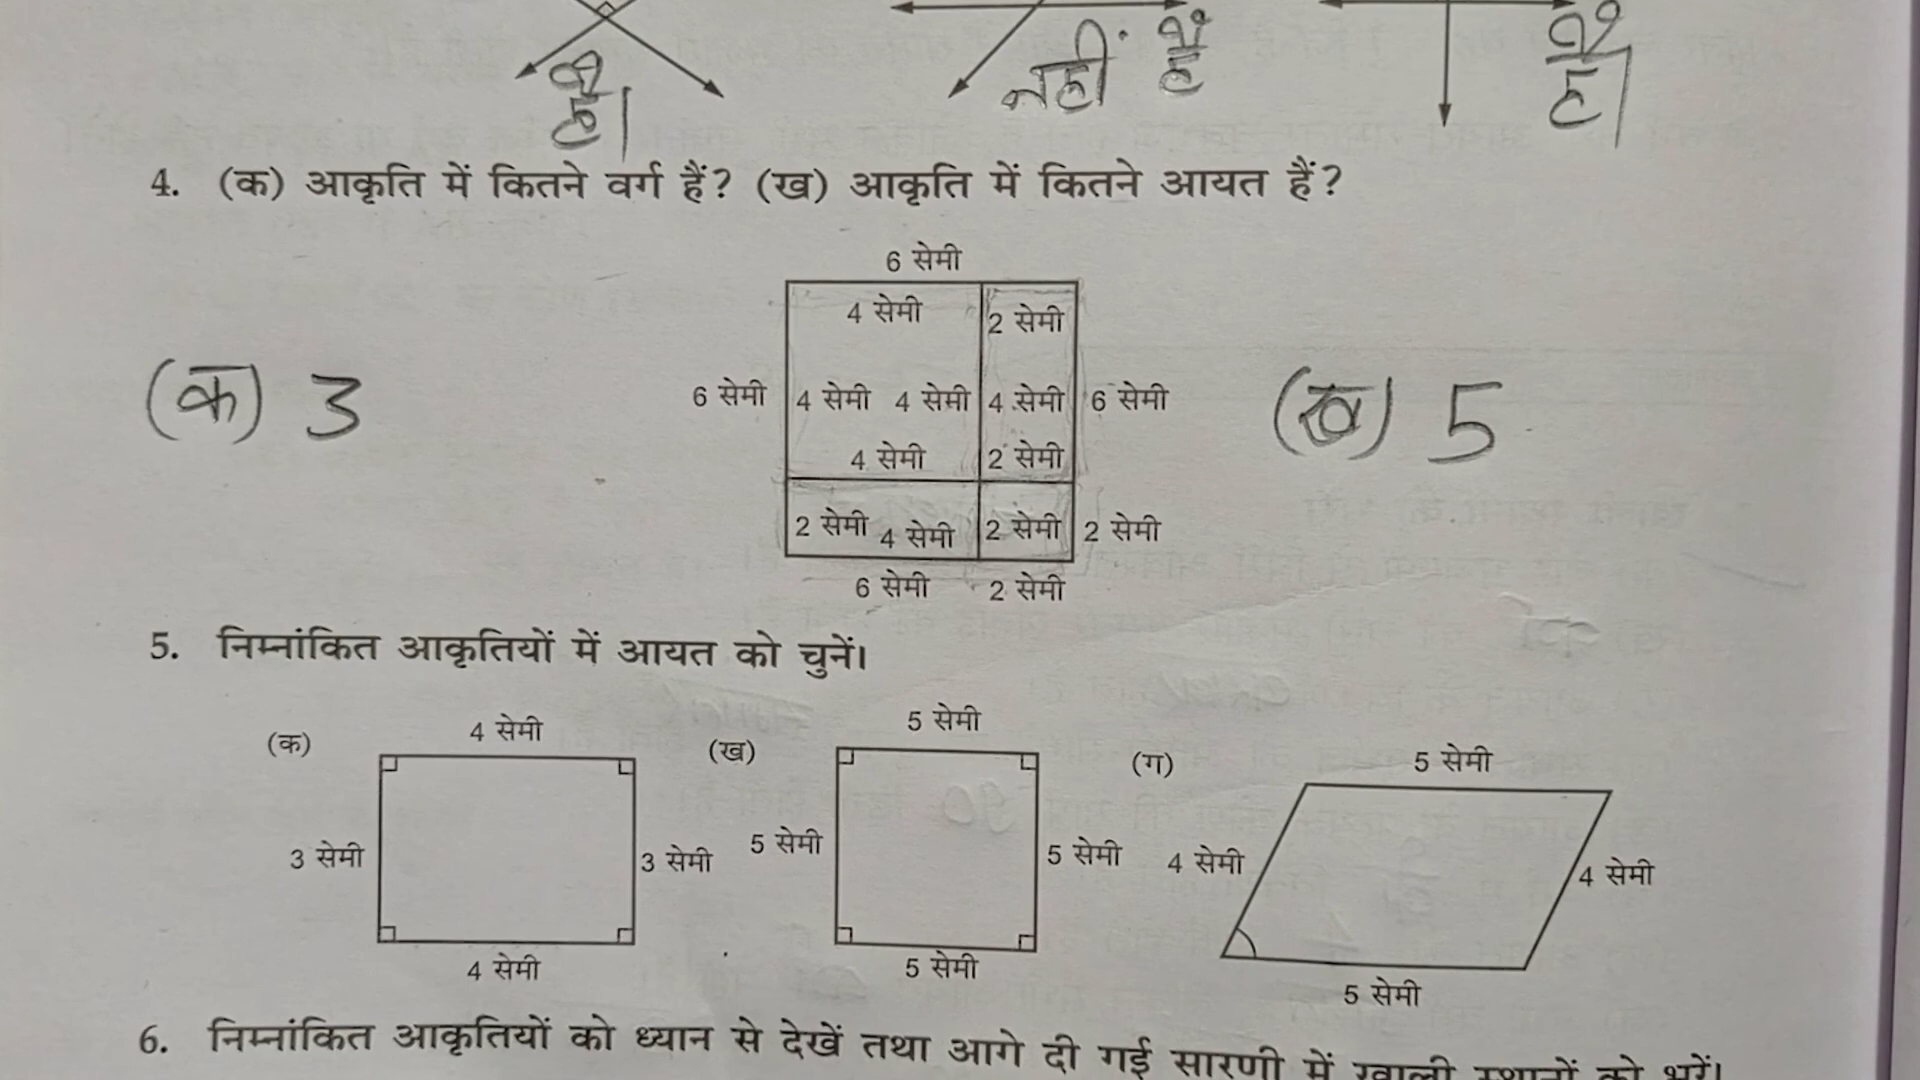 है।
नहीं है
है।
4. (क) आकृति में कितने वर्ग हैं? (ख) आकृति में कितने आयत हैं?
6 सेमी
4 सेमी 2 सेमी
(क) 3
6 सेमी 4 सेमी 4 सेमी 4 सेमी 6 सेमी
(ख) 5
4 सेमी 2 सेमी
2 सेमी 4 सेमी 2 सेमी 2 सेमी
6 सेमी 2 सेमी
5. निम्नांकित आकृतियों में आयत को चुनें।
(क) 4 सेमी (ख) 5 सेमी (ग) 5 सेमी
3 सेमी 3 सेमी 5 सेमी 5 सेमी 4 सेमी 4 सेमी
4 सेमी 5 सेमी 5 सेमी
6. निम्नांकित आकृतियों को ध्यान से देखें तथा आगे दी गई सारणी में खाली स्थानों को भरें।